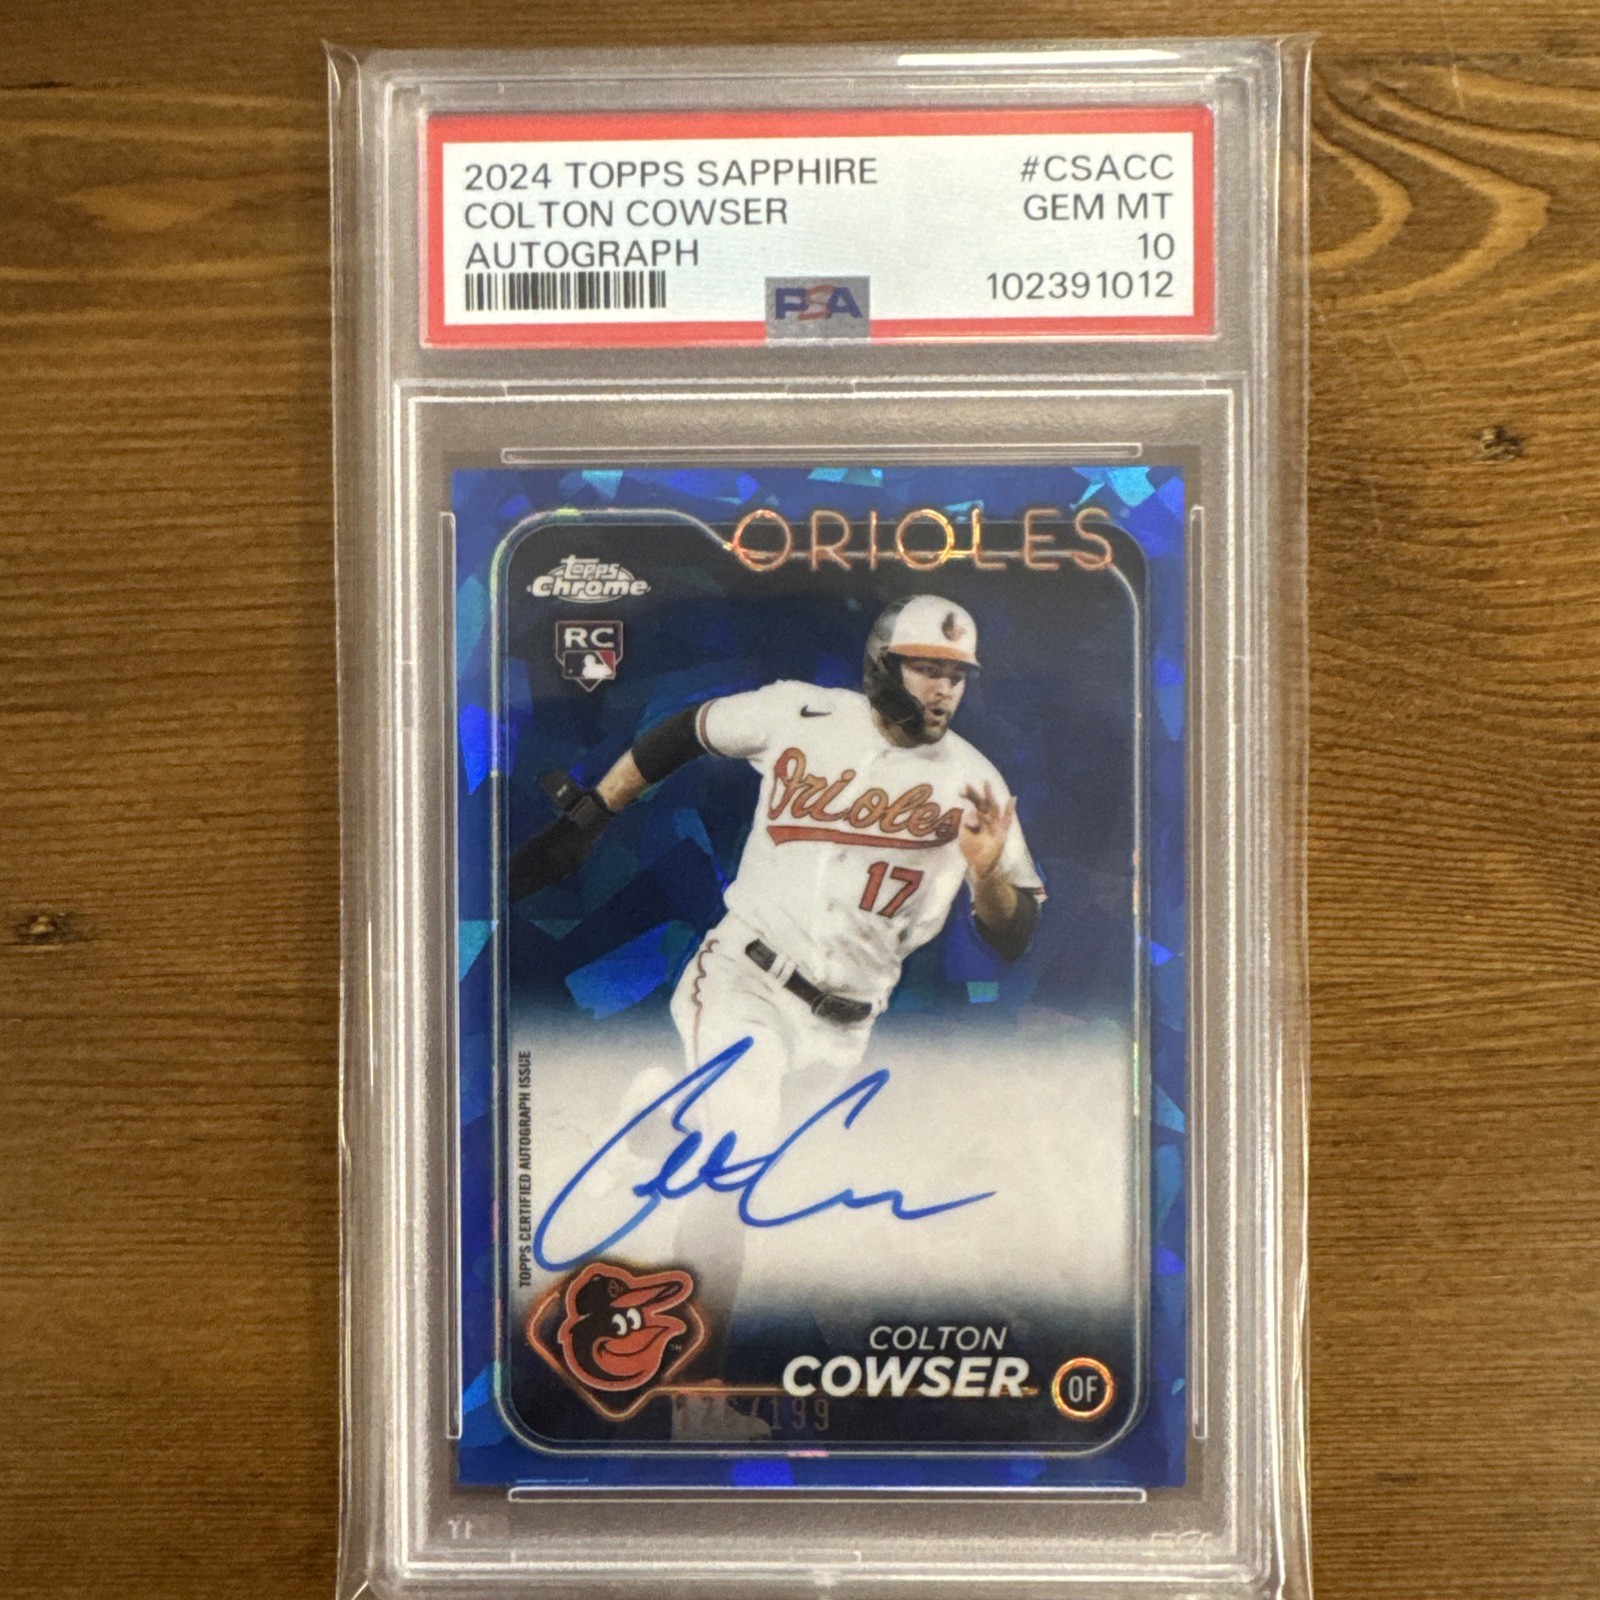 2024 TOPPS SAPPHIRE #CSACC
COLTON COWSER GEM MT
AUTOGRAPH 10
PSA 102391012
ORIOLES
Topps
Chrome
RC
Orioles
17
TOPPS CERTIFIED AUTOGRAPH ISSUE
COLTON
COWSER
OF
/199